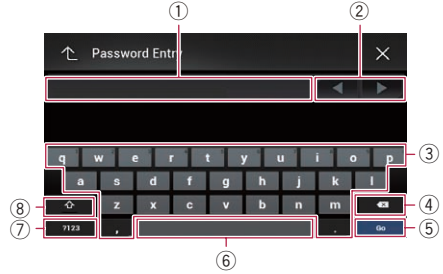 ① ②
Password Entry
q w e r t y u i o p ③
a s d f g h j k l
⑧ z x c v b n m ④
⑦ ?123 , . Go ⑤
⑥